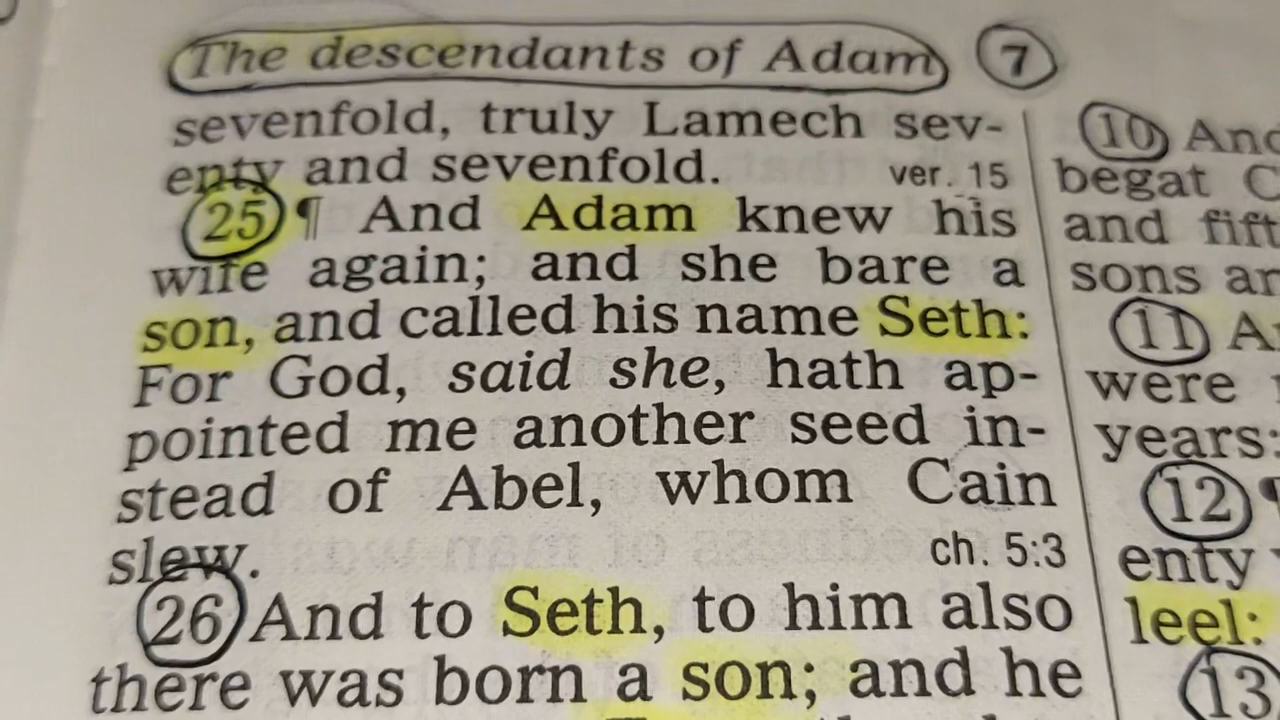 The descendants of Adam 7
sevenfold, truly Lamech sev-
enty and sevenfold. ver. 15
25 ¶ And Adam knew his
wife again; and she bare a
son, and called his name Seth:
For God, said she, hath ap-
pointed me another seed in-
stead of Abel, whom Cain
slew. ch. 5:3
26 And to Seth, to him also
there was born a son; and he
10
begat
and
sons
11
were
years:
12 ¶
enty
leel:
13